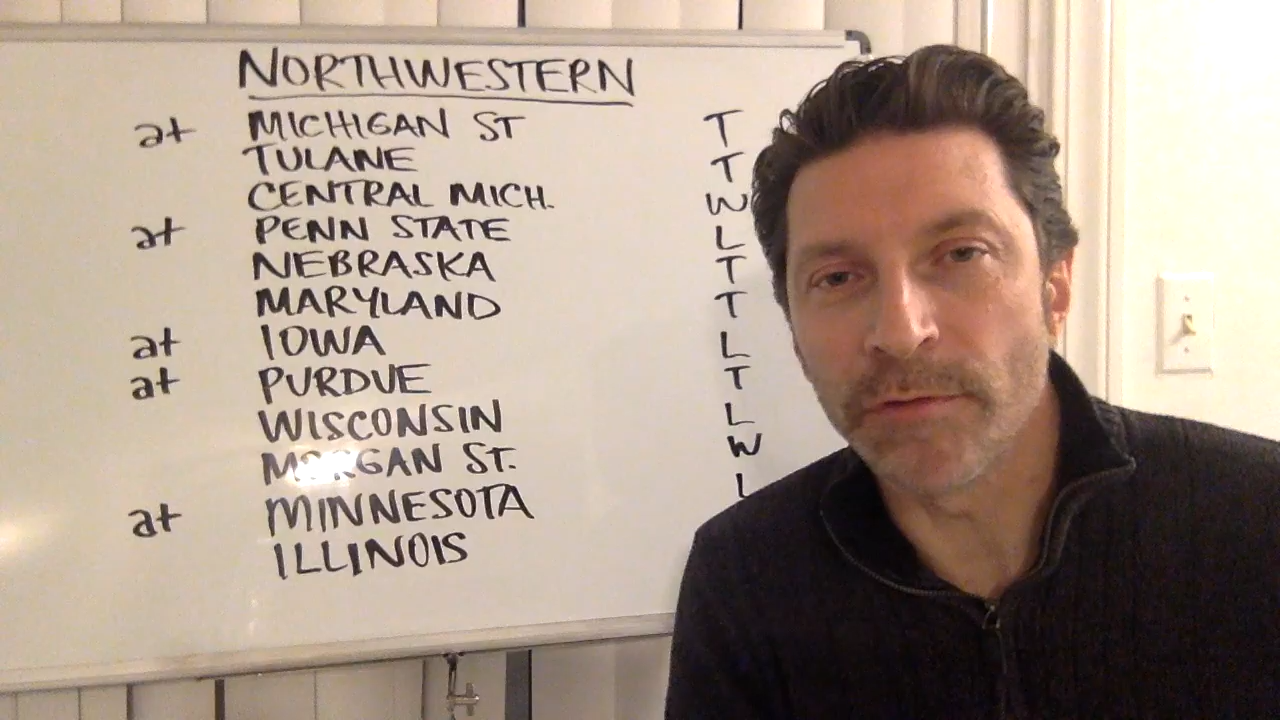 NORTHWESTERN
at MICHIGAN ST T
TULANE T
CENTRAL MICH. W
at PENN STATE L
NEBRASKA T
MARYLAND T
at IOWA L
at PURDUE T
WISCONSIN L
MORGAN ST. W
at MINNESOTA L
ILLINOIS